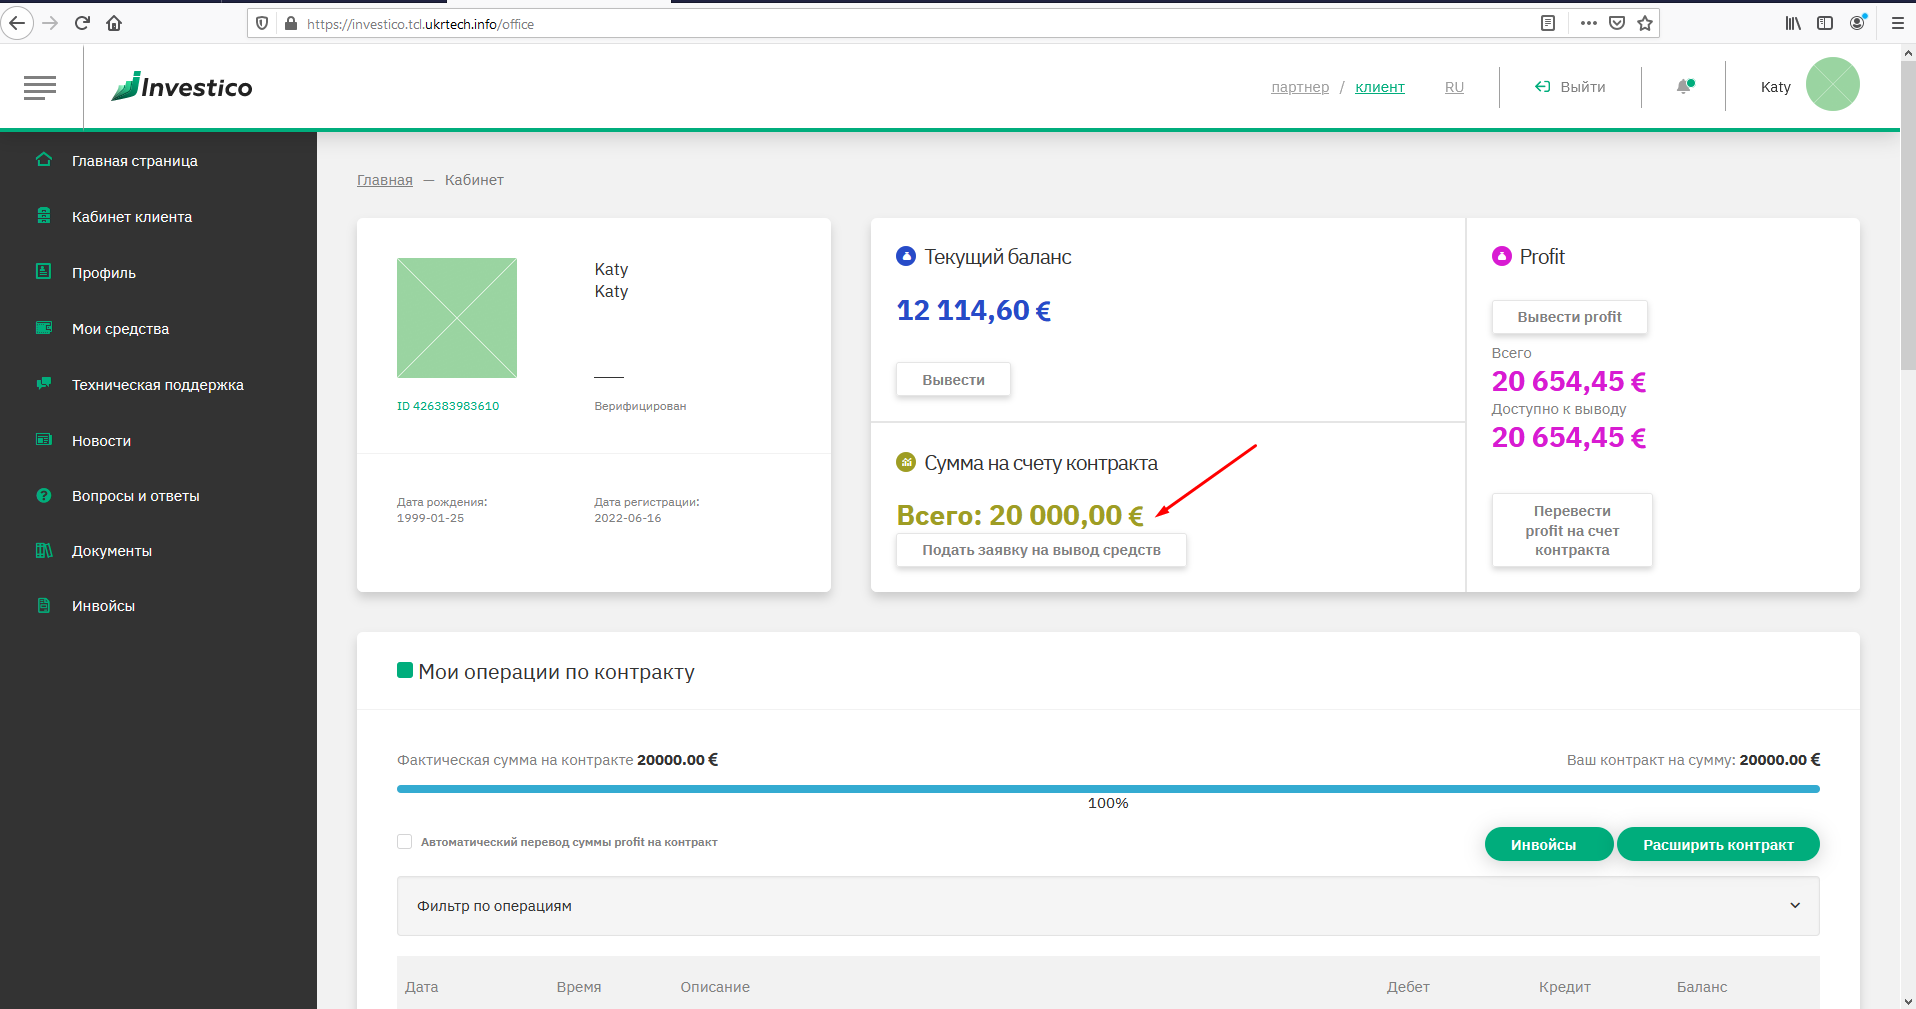 https://investico.tcl.ukrtech.info/office
Investico
партнер / клиент
RU
Выйти
Katy
Главная страница
Кабинет клиента
Профиль
Мои средства
Техническая поддержка
Новости
Вопросы и ответы
Документы
Инвойсы
Главная — Кабинет
Katy
Katy
ID 426383983610
Верифицирован
Дата рождения:
1999-01-25
Дата регистрации:
2022-06-16
Текущий баланс
12 114,60 €
Вывести
Сумма на счету контракта
Всего: 20 000,00 €
Подать заявку на вывод средств
Profit
Вывести profit
Всего
20 654,45 €
Доступно к выводу
20 654,45 €
Перевести
profit на счет
контракта
Мои операции по контракту
Фактическая сумма на контракте 20000.00 €
Ваш контракт на сумму: 20000.00 €
100%
Автоматический перевод суммы profit на контракт
Инвойсы
Расширить контракт
Фильтр по операциям
Дата
Время
Описание
Дебет
Кредит
Баланс